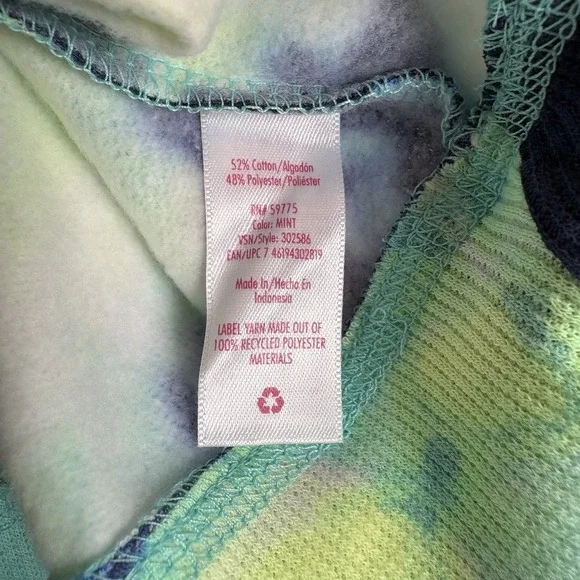 52% Cotton/Algodón
48% Polyester/Poliéster
RN# 59775
Color: MINT
VSN/Style: 302586
EAN/UPC 7 46194302819
Made In/Hecho En
Indonesia
LABEL YARN MADE OUT OF
100% RECYCLED POLYESTER
MATERIALS